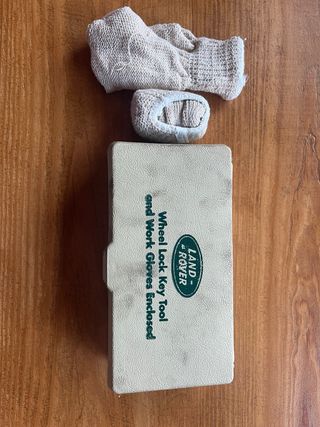 LAND-
ROVER
Wheel Lock Key Tool
and Work Gloves Enclosed